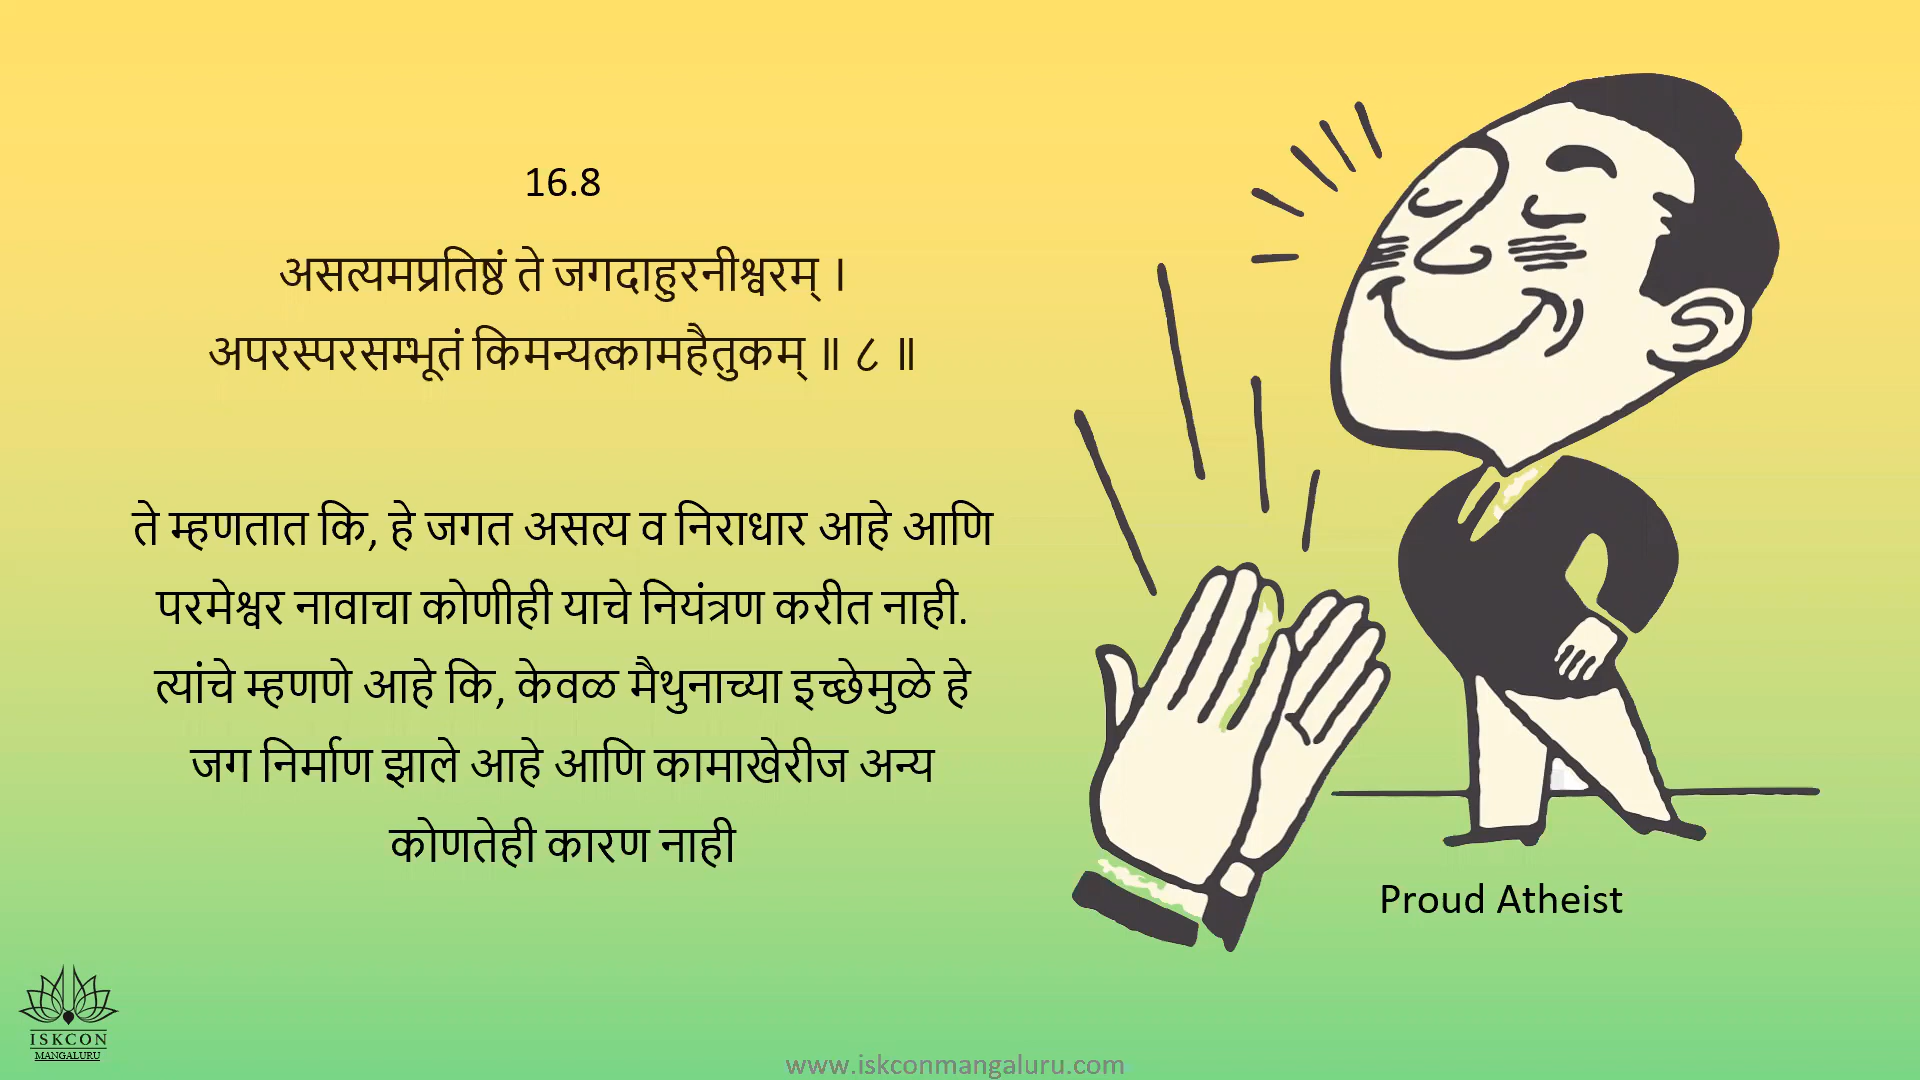 16.8
असत्यमप्रतिष्ठं ते जगदाहुरनीश्वरम् ।
अपरस्परसम्भूतं किमन्यत्कामहैतुकम् ॥ ८ ॥
ते म्हणतात कि, हे जगत असत्य व निराधार आहे आणि
परमेश्वर नावाचा कोणीही याचे नियंत्रण करीत नाही.
त्यांचे म्हणणे आहे कि, केवळ मैथुनाच्या इच्छेमुळे हे
जग निर्माण झाले आहे आणि कामाखेरीज अन्य
कोणतेही कारण नाही
Proud Atheist
ISKCON
MANGALURU
www.iskconmangaluru.com